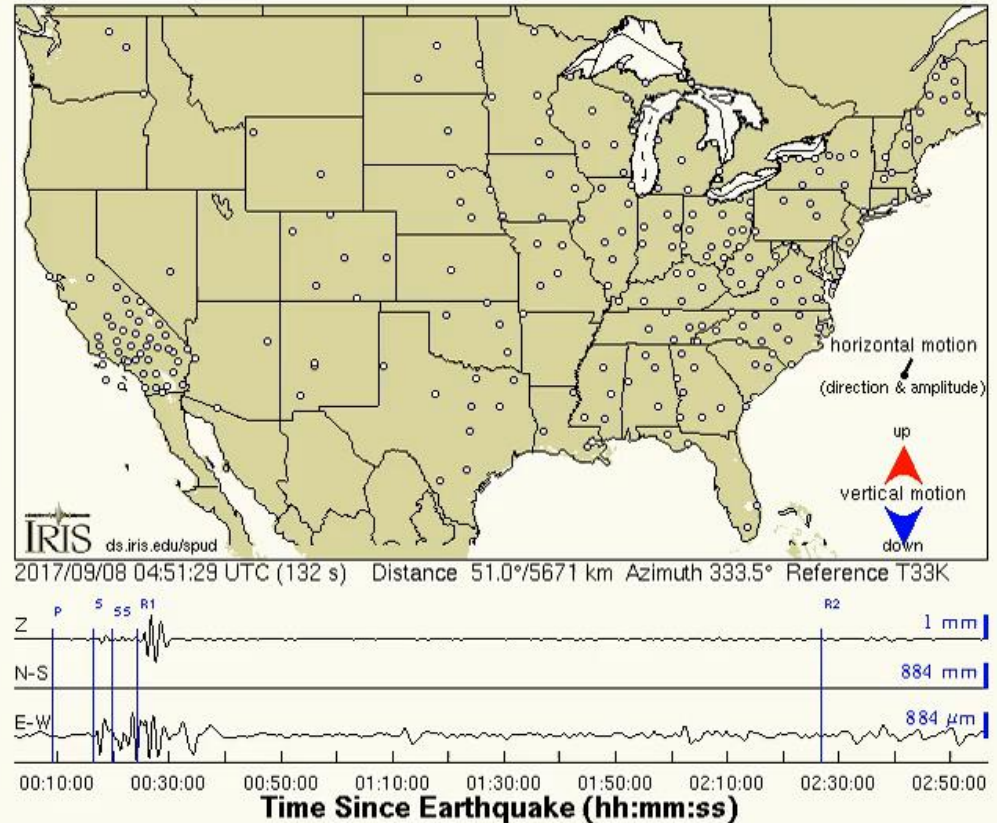 horizontal motion
(direction & amplitude)
up
vertical motion
down
IRIS ds.iris.edu/spud
2017/09/08 04:51:29 UTC (132 s) Distance 51.0°/5671 km Azimuth 333.5° Reference T33K
P S SS R1 R2
Z 1 mm
N-S 884 mm
E-W 884 µm
00:10:00 00:30:00 00:50:00 01:10:00 01:30:00 01:50:00 02:10:00 02:30:00 02:50:00
Time Since Earthquake (hh:mm:ss)